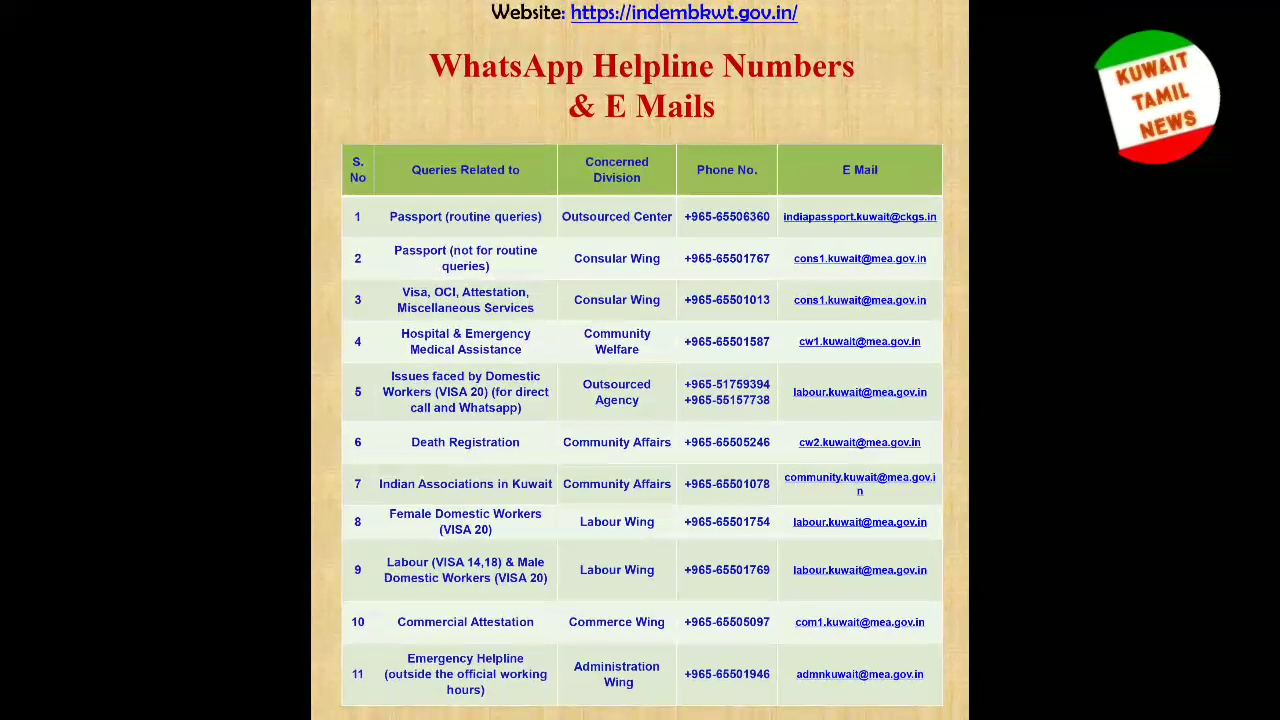 Website: https://indembkwt.gov.in/
WhatsApp Helpline Numbers
& E Mails
KUWAIT
TAMIL
NEWS
S. No Queries Related to Concerned Division Phone No. E Mail
1 Passport (routine queries) Outsourced Center +965-65506360 indiapassport.kuwait@ckgs.in
2 Passport (not for routine queries) Consular Wing +965-65501767 cons1.kuwait@mea.gov.in
3 Visa, OCI, Attestation, Miscellaneous Services Consular Wing +965-65501013 cons1.kuwait@mea.gov.in
4 Hospital & Emergency Medical Assistance Community Welfare +965-65501587 cw1.kuwait@mea.gov.in
5 Issues faced by Domestic Workers (VISA 20) (for direct call and Whatsapp) Outsourced Agency +965-51759394 +965-55157738 labour.kuwait@mea.gov.in
6 Death Registration Community Affairs +965-65505246 cw2.kuwait@mea.gov.in
7 Indian Associations in Kuwait Community Affairs +965-65501078 community.kuwait@mea.gov.in
8 Female Domestic Workers (VISA 20) Labour Wing +965-65501754 labour.kuwait@mea.gov.in
9 Labour (VISA 14,18) & Male Domestic Workers (VISA 20) Labour Wing +965-65501769 labour.kuwait@mea.gov.in
10 Commercial Attestation Commerce Wing +965-65505097 com1.kuwait@mea.gov.in
11 Emergency Helpline (outside the official working hours) Administration Wing +965-65501946 admnkuwait@mea.gov.in